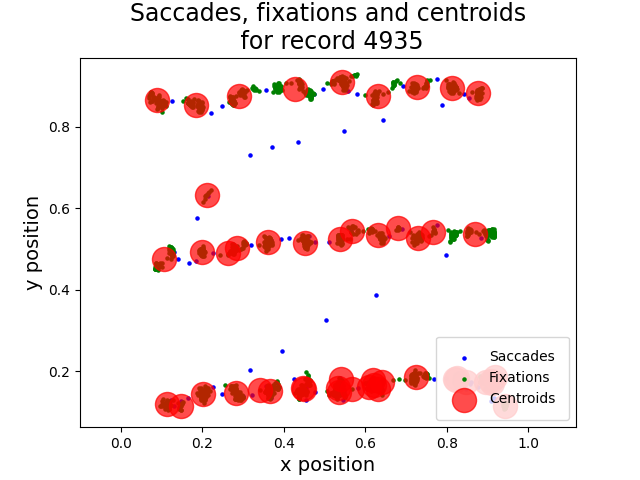 Saccades, fixations and centroids
for record 4935
y position
0.8
0.6
0.4
0.2
Saccades
Fixations
Centroids
0.0 0.2 0.4 0.6 0.8 1.0
x position